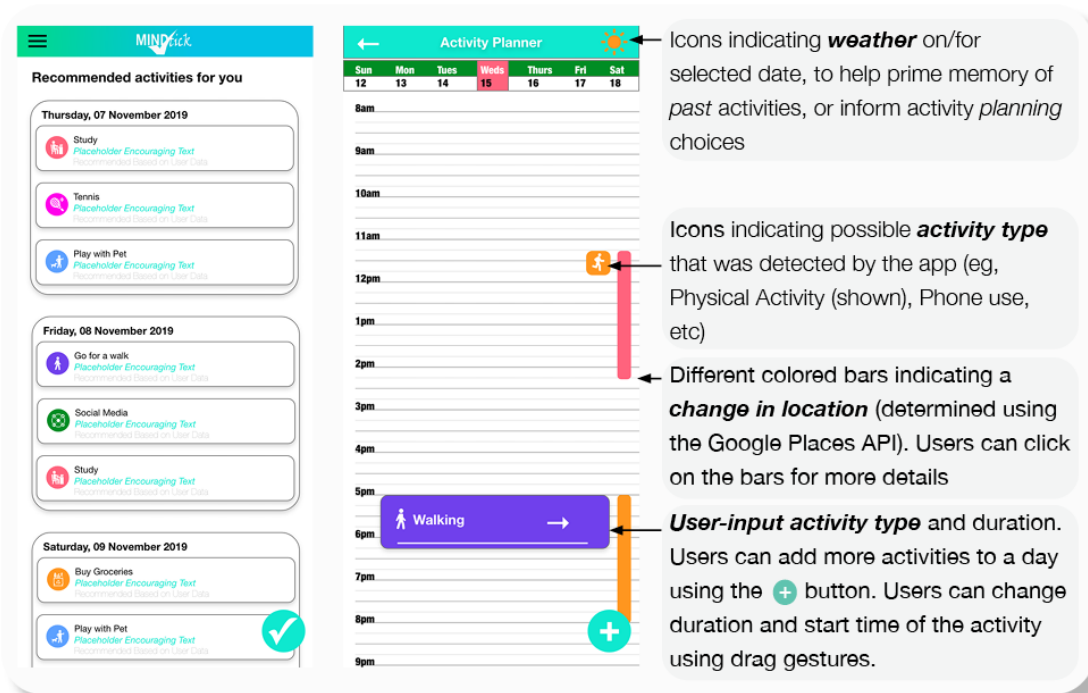 MINDtick
Recommended activities for you
Thursday, 07 November 2019
Study
Placeholder Encouraging Text
Recommended Based on User Data
Tennis
Placeholder Encouraging Text
Recommended Based on User Data
Play with Pet
Placeholder Encouraging Text
Recommended Based on User Data
Friday, 08 November 2019
Go for a walk
Placeholder Encouraging Text
Recommended Based on User Data
Social Media
Placeholder Encouraging Text
Recommended Based on User Data
Study
Placeholder Encouraging Text
Recommended Based on User Data
Saturday, 09 November 2019
Buy Groceries
Placeholder Encouraging Text
Recommended Based on User Data
Play with Pet
Placeholder Encouraging Text
Recommended Based on User Data
Activity Planner
Sun Mon Tues Weds Thurs Fri Sat
12 13 14 15 16 17 18
8am
9am
10am
11am
12pm
1pm
2pm
3pm
4pm
5pm
Walking
6pm
7pm
8pm
9pm
Icons indicating weather on/for
selected date, to help prime memory of
past activities, or inform activity planning
choices
Icons indicating possible activity type
that was detected by the app (eg,
Physical Activity (shown), Phone use,
etc)
Different colored bars indicating a
change in location (determined using
the Google Places API). Users can click
on the bars for more details
User-input activity type and duration.
Users can add more activities to a day
using the + button. Users can change
duration and start time of the activity
using drag gestures.